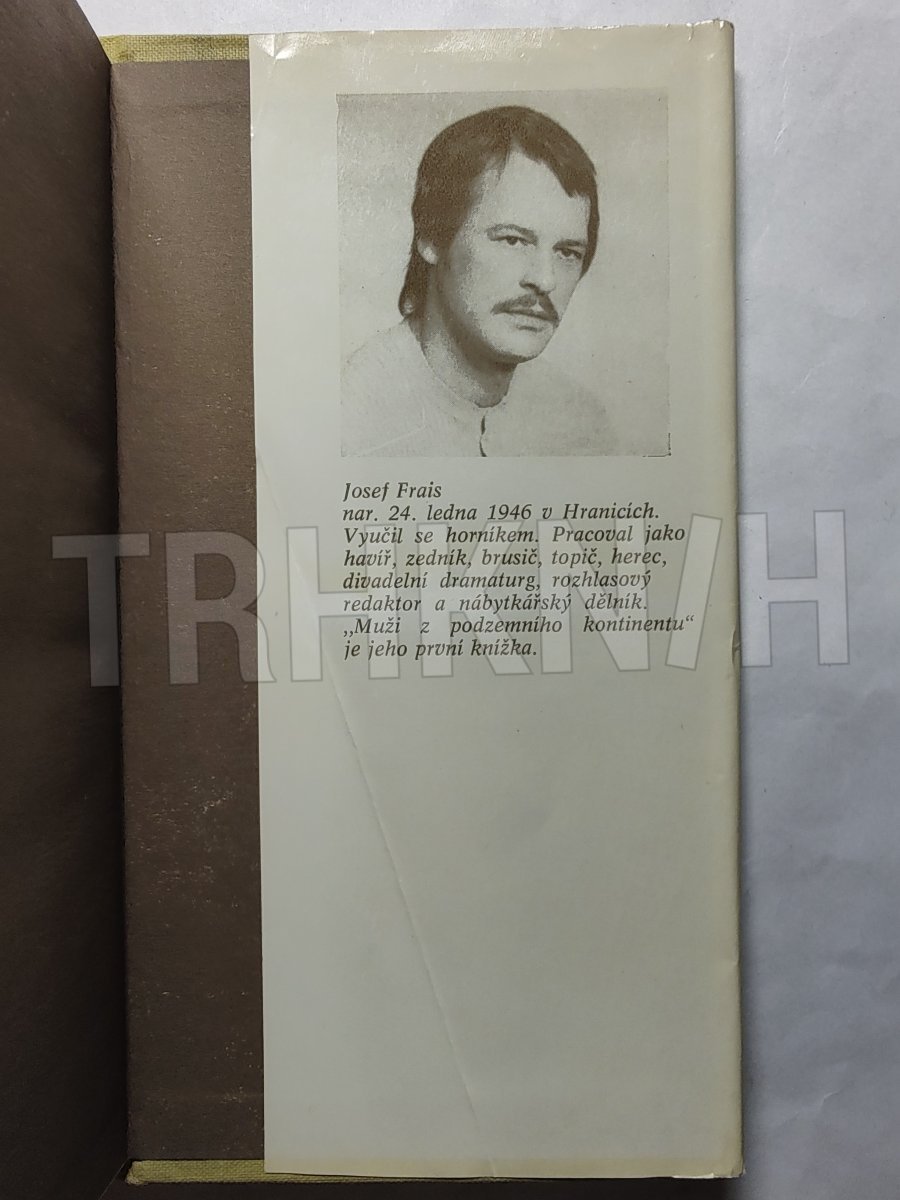 Josef Frais
nar. 24. ledna 1946 v Hranicích.
Vyučil se horníkem. Pracoval jako
havíř, zedník, brusič, topič, herec,
divadelní dramaturg, rozhlasový
redaktor a nábytkářský dělník.
„Muži z podzemního kontinentu“
je jeho první knížka.
TRHKNIH